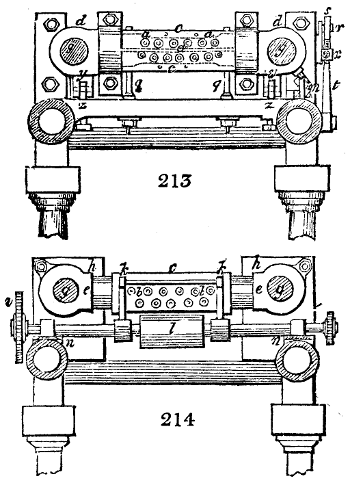 d a c a d s
g g g r
x
y c y m
z q q z t
213
h k c k h
g e l l e g
v l i
n n
214